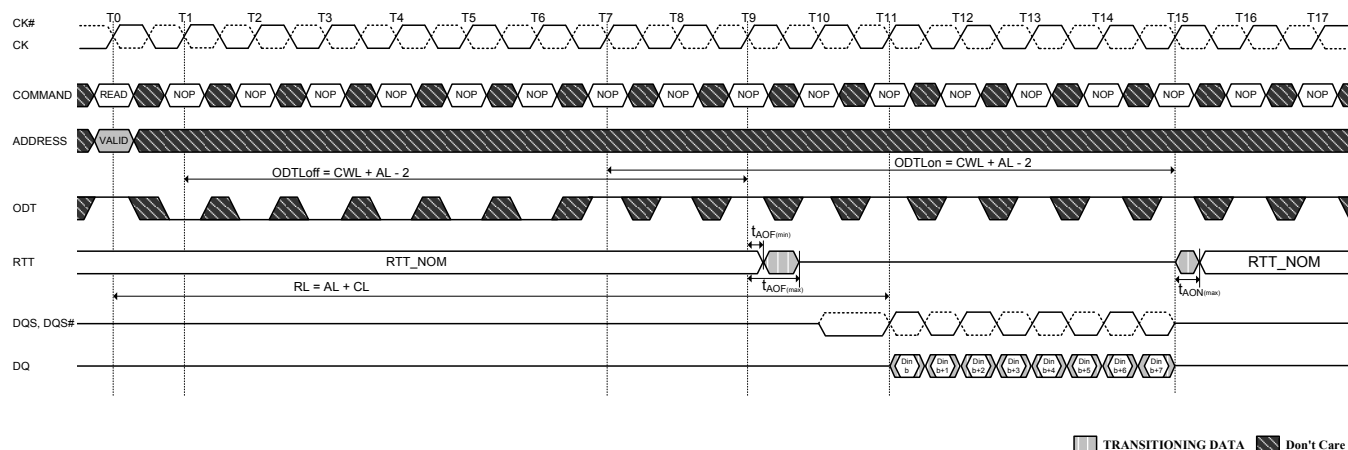 T0 T1 T2 T3 T4 T5 T6 T7 T8 T9 T10 T11 T12 T13 T14 T15 T16 T17
CK#
CK
COMMAND READ NOP NOP NOP NOP NOP NOP NOP NOP NOP NOP NOP NOP NOP NOP NOP NOP NOP
ADDRESS VALID
ODTLoff = CWL + AL - 2 ODTLon = CWL + AL - 2
ODT
tAOF(min)
RTT RTT_NOM RTT_NOM
tAOF(max) tAON(max)
RL = AL + CL
DQS, DQS#
DQ Din b Din b+1 Din b+2 Din b+3 Din b+4 Din b+5 Din b+6 Din b+7
TRANSITIONING DATA Don't Care